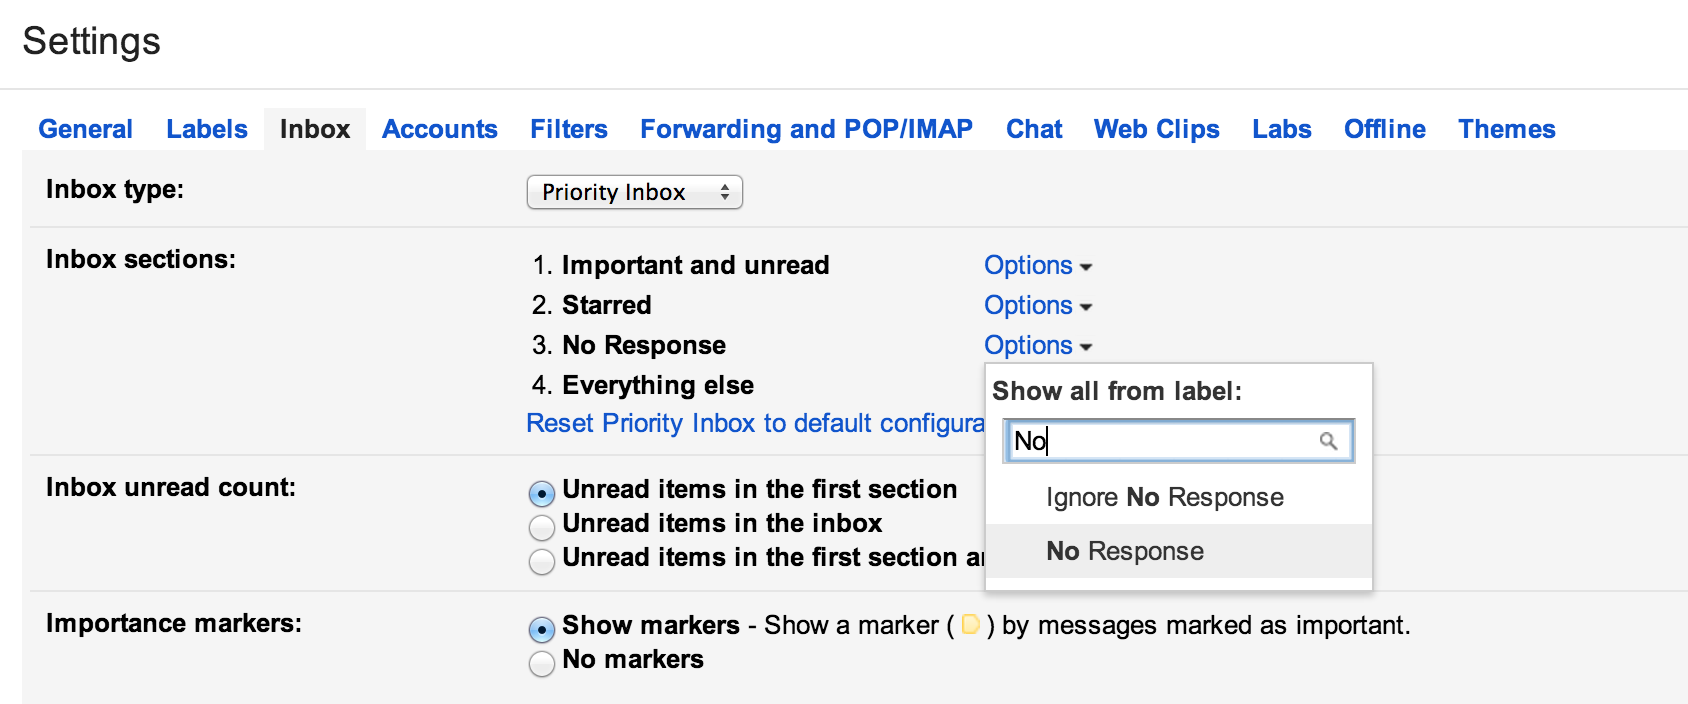 Settings
General Labels Inbox Accounts Filters Forwarding and POP/IMAP Chat Web Clips Labs Offline Themes
Inbox type: Priority Inbox
Inbox sections: 1. Important and unread Options
2. Starred Options
3. No Response Options
4. Everything else
Show all from label:
Reset Priority Inbox to default configura
No
Inbox unread count: Unread items in the first section
Ignore No Response
Unread items in the inbox
Unread items in the first section
No Response
Importance markers: Show markers - Show a marker ( ) by messages marked as important.
No markers